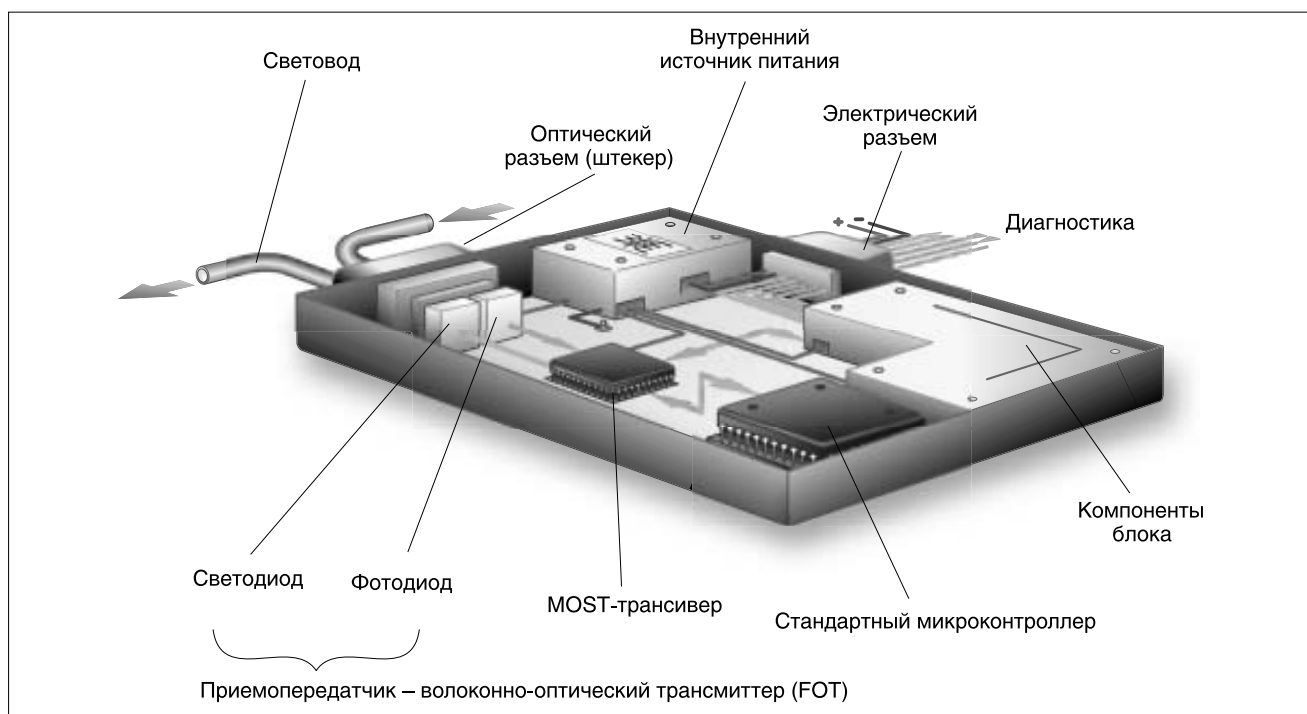 Световод
Внутренний
источник питания
Оптический
разъем (штекер)
Электрический
разъем
Диагностика
Компоненты
блока
Светодиод
Фотодиод
MOST-трансивер
Стандартный микроконтроллер
Приемопередатчик – волоконно-оптический трансмиттер (FOT)